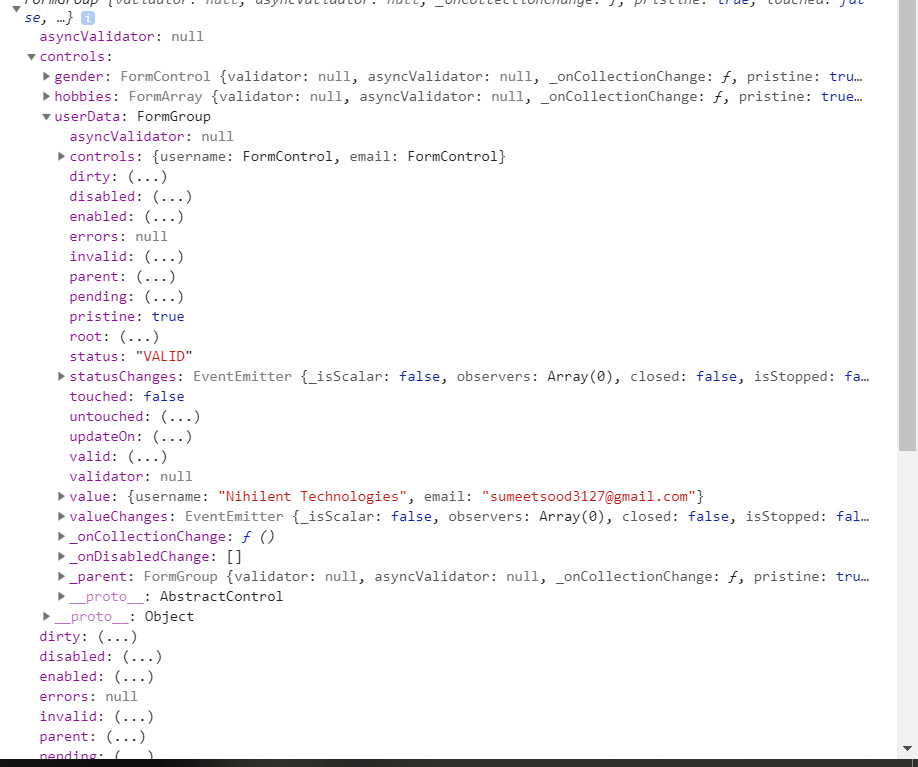 FormGroup {validator: null, asyncValidator: null, _onCollectionChange: ƒ, pristine: true, touched: fal
se, …} i
asyncValidator: null
▼controls:
▶gender: FormControl {validator: null, asyncValidator: null, _onCollectionChange: ƒ, pristine: tru…
▶hobbies: FormArray {validator: null, asyncValidator: null, _onCollectionChange: ƒ, pristine: true…
▼userData: FormGroup
asyncValidator: null
▶controls: {username: FormControl, email: FormControl}
dirty: (...)
disabled: (...)
enabled: (...)
errors: null
invalid: (...)
parent: (...)
pending: (...)
pristine: true
root: (...)
status: "VALID"
▶statusChanges: EventEmitter {_isScalar: false, observers: Array(0), closed: false, isStopped: fa…
touched: false
untouched: (...)
updateOn: (...)
valid: (...)
validator: null
▶value: {username: "Nihilent Technologies", email: "sumeetsood3127@gmail.com"}
▶valueChanges: EventEmitter {_isScalar: false, observers: Array(0), closed: false, isStopped: fal…
▶_onCollectionChange: ƒ ()
▶_onDisabledChange: []
▶_parent: FormGroup {validator: null, asyncValidator: null, _onCollectionChange: ƒ, pristine: tru…
▶__proto__: AbstractControl
▶__proto__: Object
dirty: (...)
disabled: (...)
enabled: (...)
errors: null
invalid: (...)
parent: (...)
pending: (...)